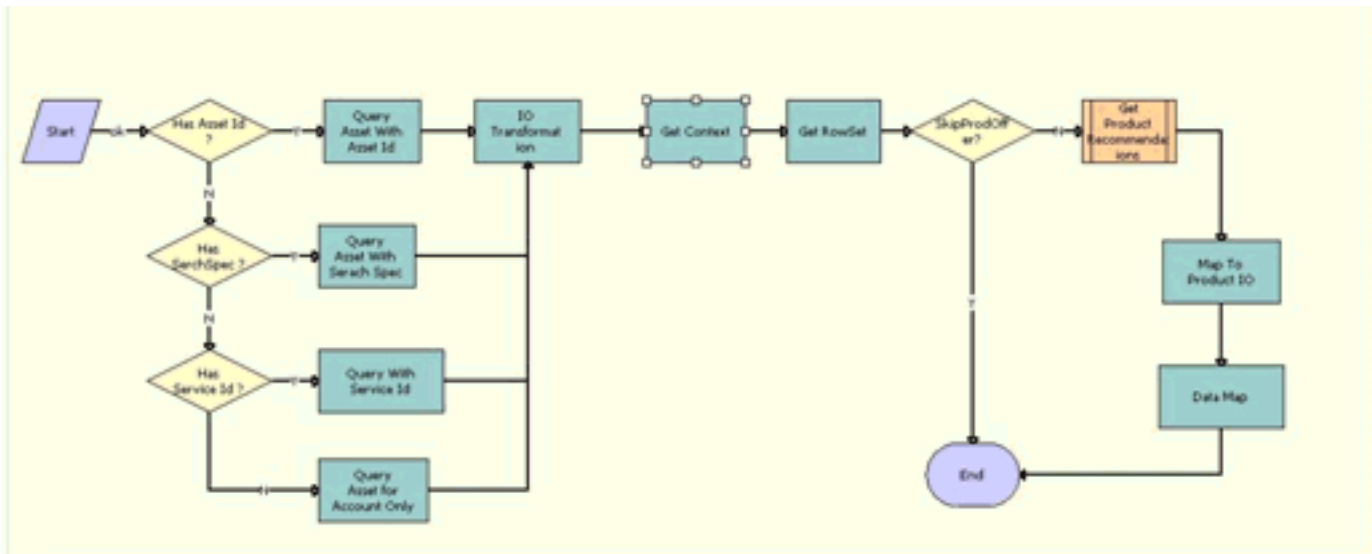 Start
ok
Has Asset Id
?
Y
Query
Asset With
Asset Id
IO
Transformat
ion
Get Context
Get RowSet
SkipProdOff
er?
N
Get
Product
Recommendat
ions
N
Has
SerchSpec ?
Y
Query
Asset With
Serach Spec
Map To
Product IO
Y
N
Has
Service Id ?
Y
Query With
Service Id
Data Map
N
Query
Asset for
Account Only
End